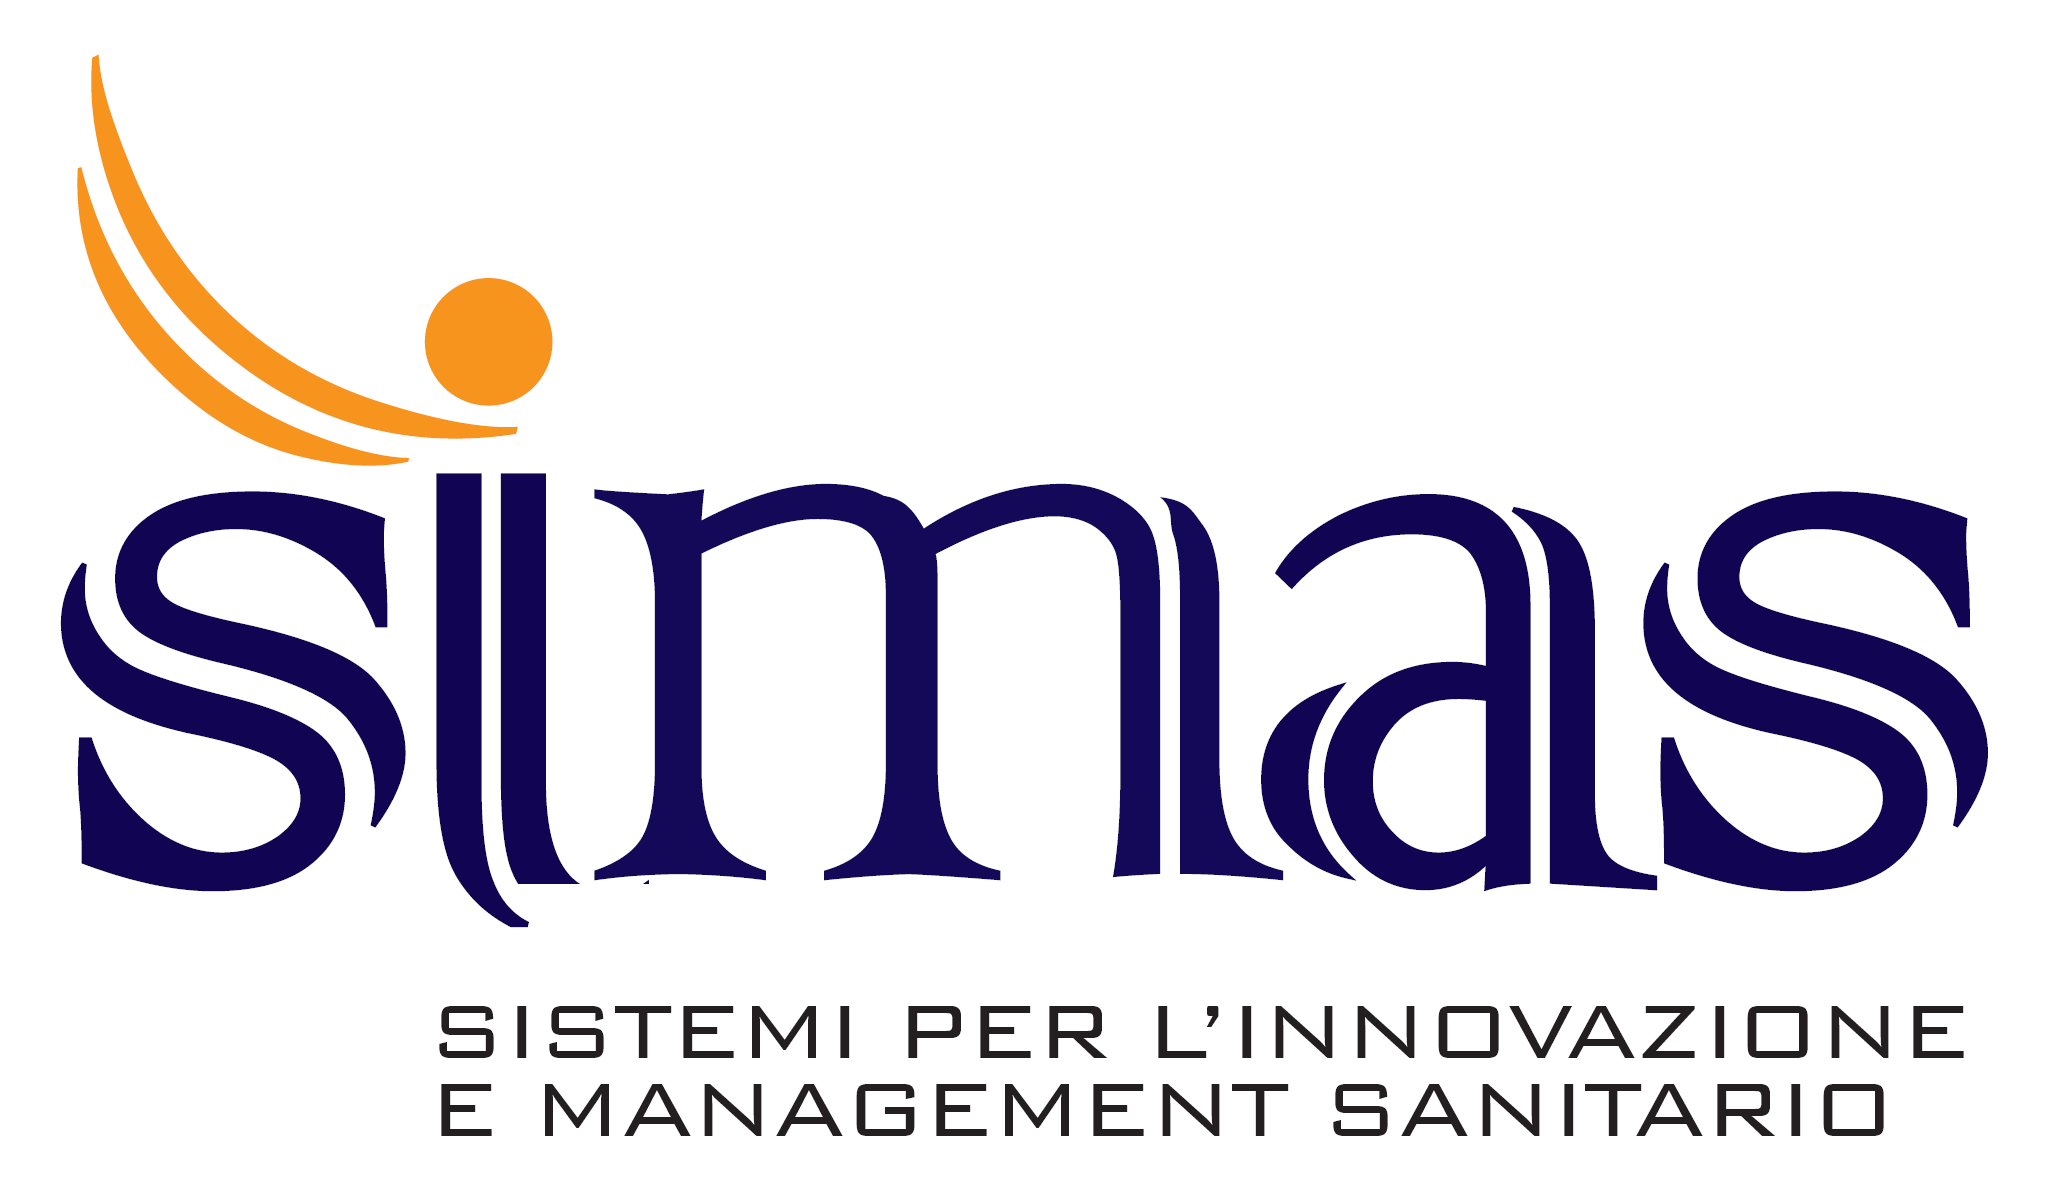 simas
SISTEMI PER L'INNOVAZIONE
E MANAGEMENT SANITARIO